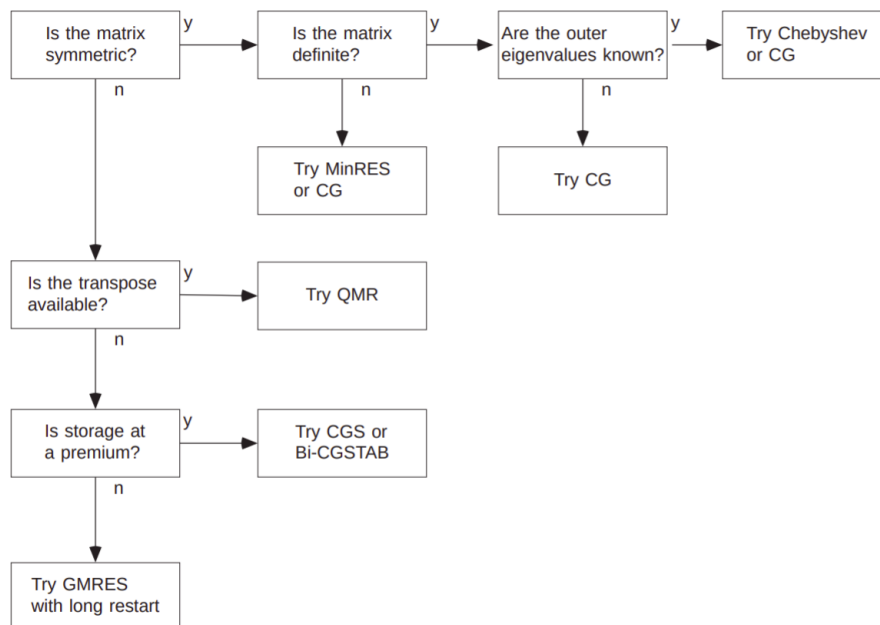 Is the matrix
symmetric?
y
Is the matrix
definite?
y
Are the outer
eigenvalues known?
y
Try Chebyshev
or CG
n
n
n
Try MinRES
or CG
Try CG
Is the transpose
available?
y
Try QMR
n
Is storage at
a premium?
y
Try CGS or
Bi-CGSTAB
n
Try GMRES
with long restart